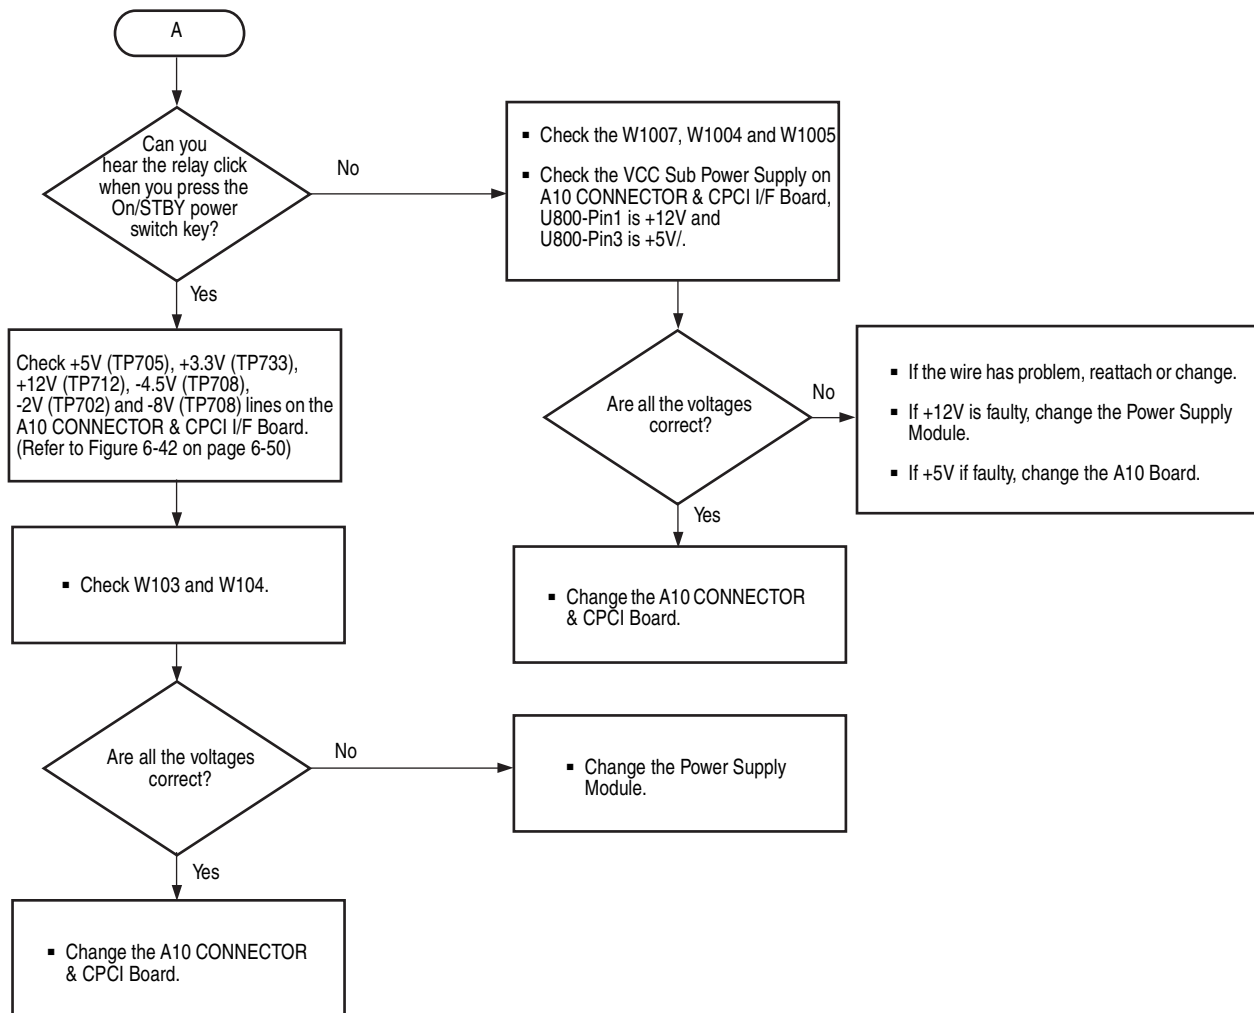 A
Can you
hear the relay click
when you press the
On/STBY power
switch key?
No
▪ Check the W1007, W1004 and W1005
▪ Check the VCC Sub Power Supply on
A10 CONNECTOR & CPCI I/F Board,
U800-Pin1 is +12V and
U800-Pin3 is +5V/.
Yes
Check +5V (TP705), +3.3V (TP733),
+12V (TP712), -4.5V (TP708),
-2V (TP702) and -8V (TP708) lines on the
A10 CONNECTOR & CPCI I/F Board.
(Refer to Figure 6-42 on page 6-50)
Are all the voltages
correct?
No
▪ If the wire has problem, reattach or change.
▪ If +12V is faulty, change the Power Supply
Module.
▪ If +5V if faulty, change the A10 Board.
Yes
▪ Check W103 and W104.
▪ Change the A10 CONNECTOR
& CPCI Board.
Are all the voltages
correct?
No
▪ Change the Power Supply
Module.
Yes
▪ Change the A10 CONNECTOR
& CPCI Board.